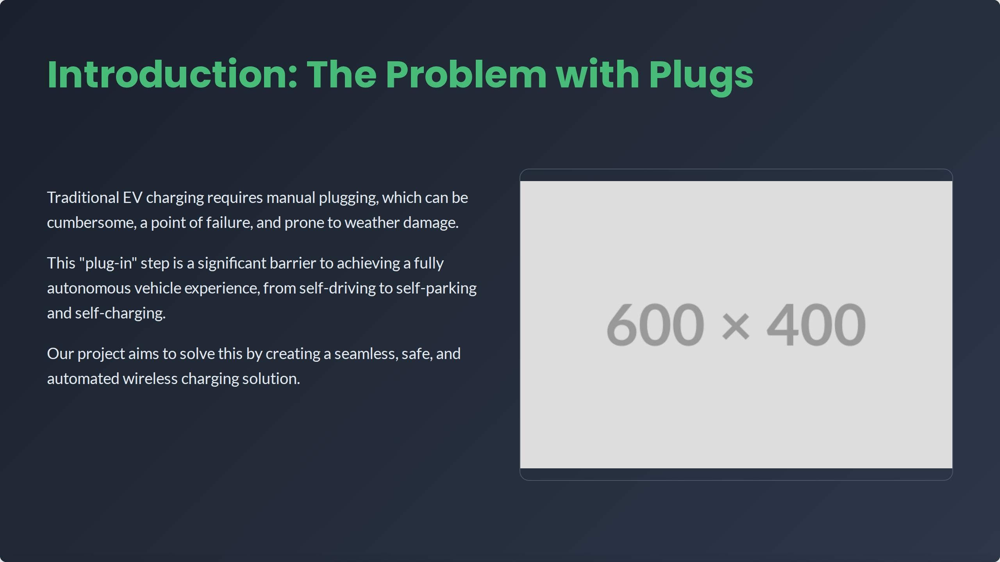 Introduction: The Problem with Plugs
Traditional EV charging requires manual plugging, which can be
cumbersome, a point of failure, and prone to weather damage.
This "plug-in" step is a significant barrier to achieving a fully
autonomous vehicle experience, from self-driving to self-parking
and self-charging.
Our project aims to solve this by creating a seamless, safe, and
automated wireless charging solution.
600 × 400